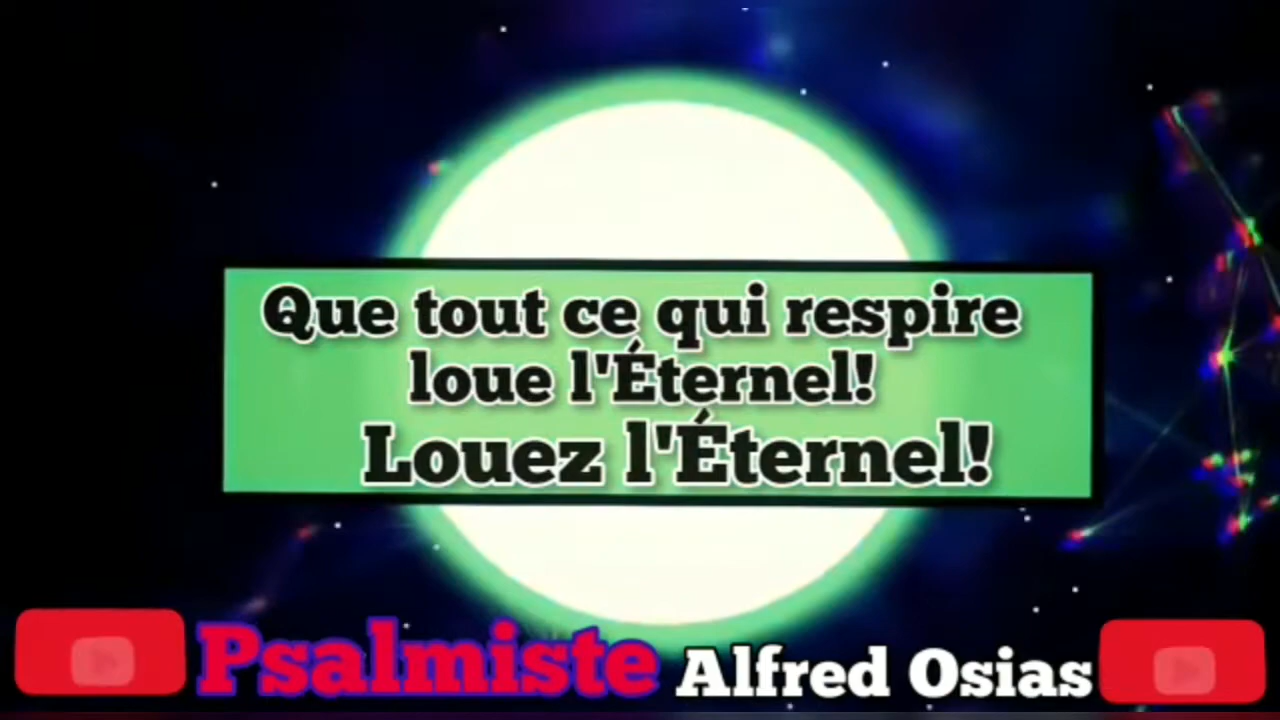 Que tout ce qui respire
loue l'Éternel!
Louez l'Éternel!
Psalmiste Alfred Osias